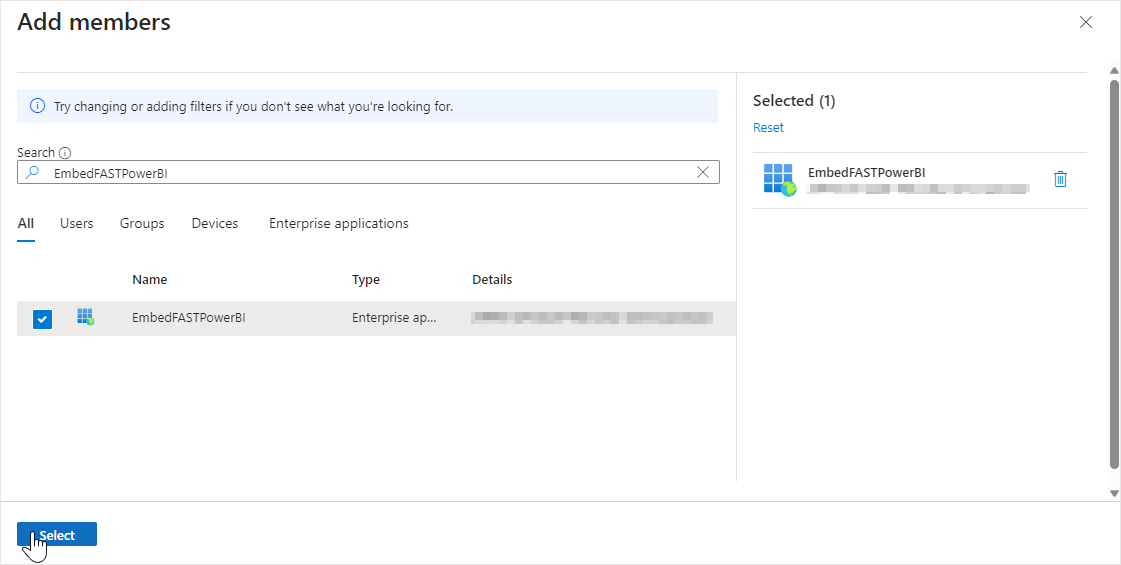 Add members
Try changing or adding filters if you don't see what you're looking for.
Search
EmbedFASTPowerBI
All Users Groups Devices Enterprise applications
Name Type Details
EmbedFASTPowerBI Enterprise ap...
Selected (1)
Reset
EmbedFASTPowerBI
Select